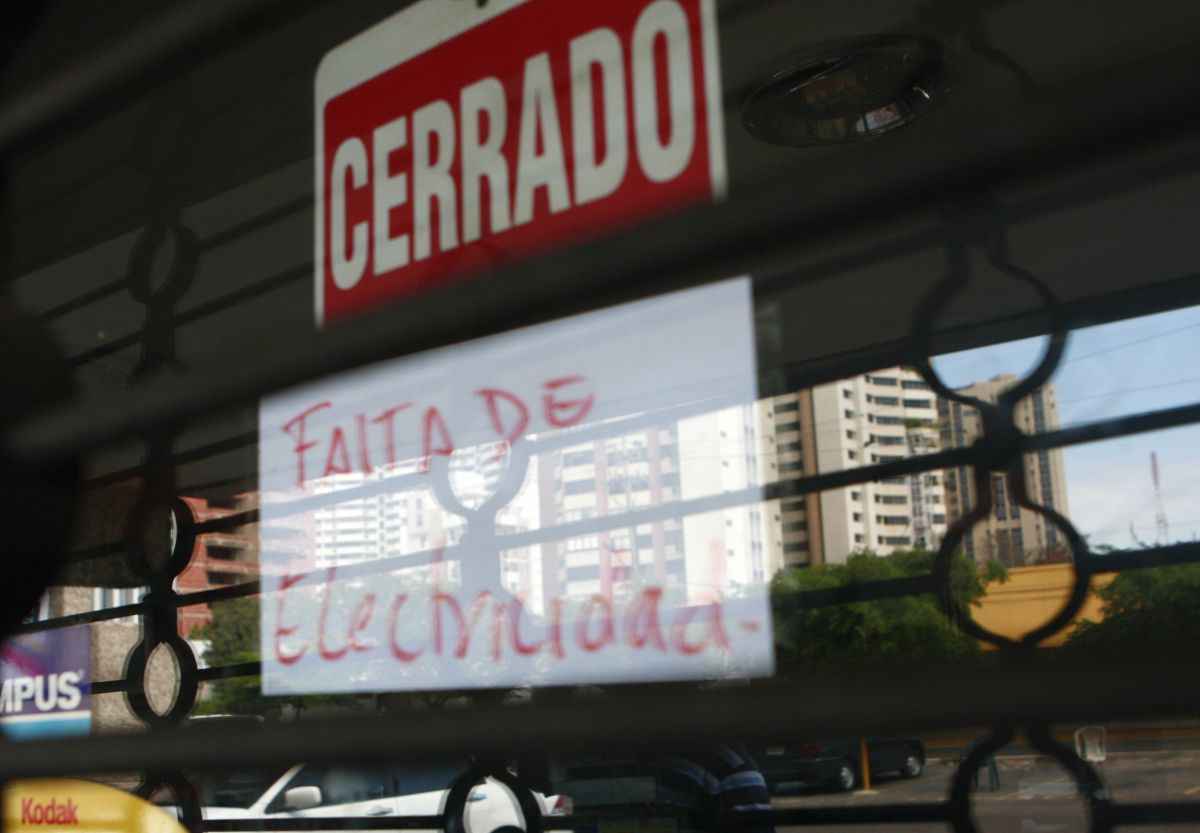 CERRADO
FALTA DE
Electricidad.
MPUS
Kodak